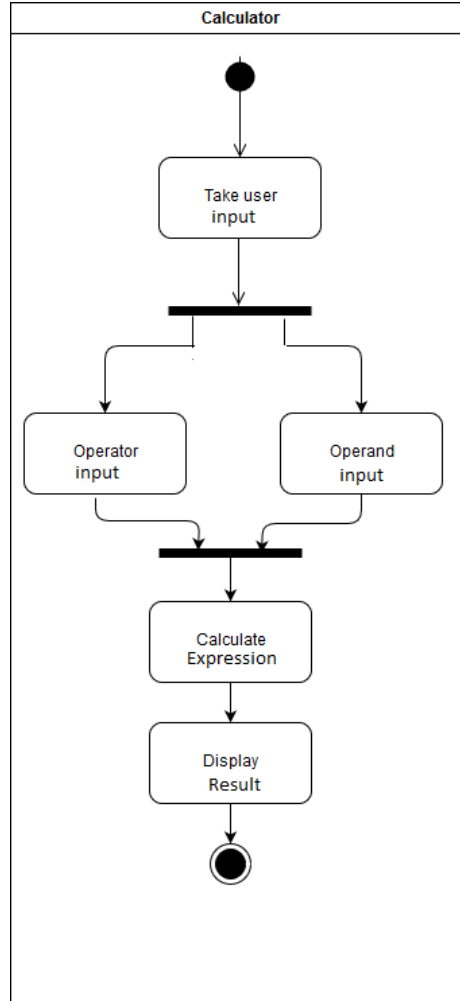 Calculator
Take user
input
Operator
input
Operand
input
Calculate
Expression
Display
Result